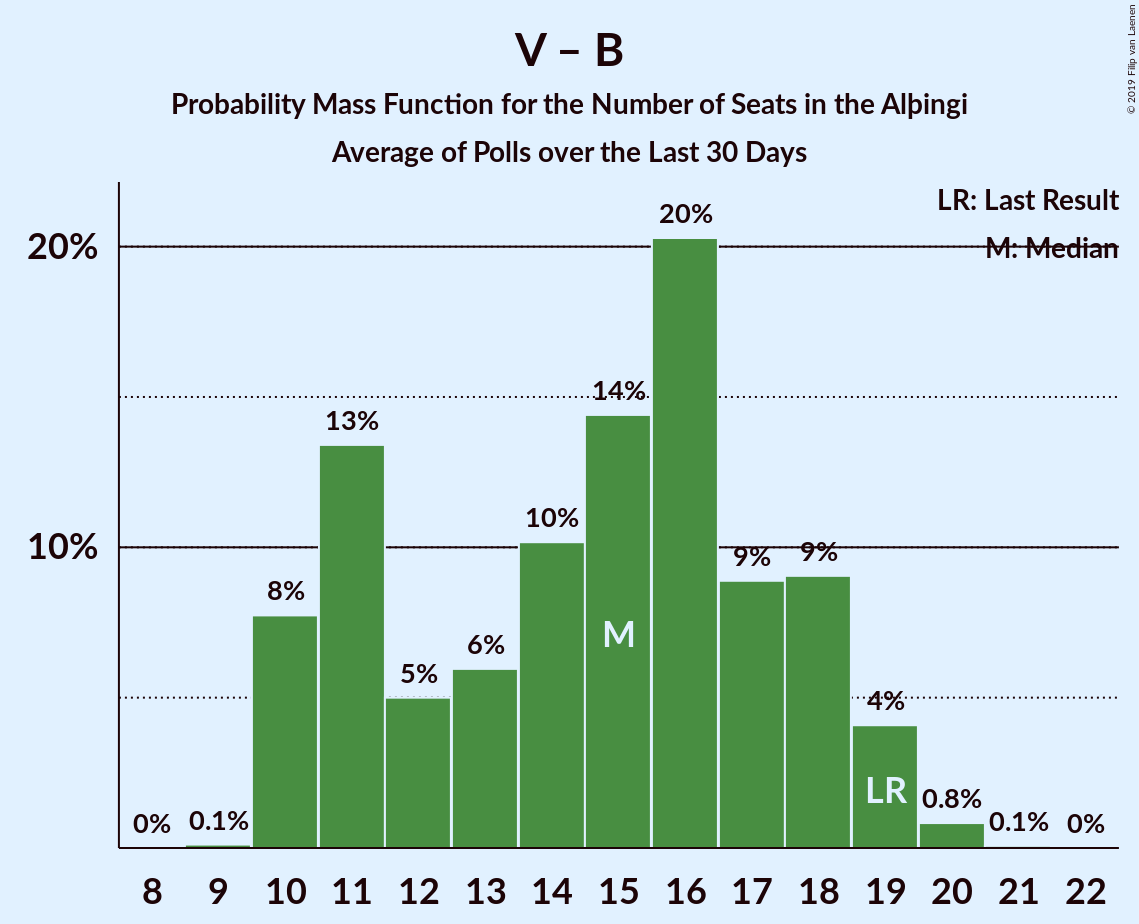 V – B
Probability Mass Function for the Number of Seats in the Alþingi
Average of Polls over the Last 30 Days
© 2019 Filip van Laenen
LR: Last Result
M: Median
20%
10%
0%
0.1%
8%
13%
5%
6%
10%
14%
20%
9%
9%
4%
0.8%
0.1%
0%
M
LR
8 9 10 11 12 13 14 15 16 17 18 19 20 21 22